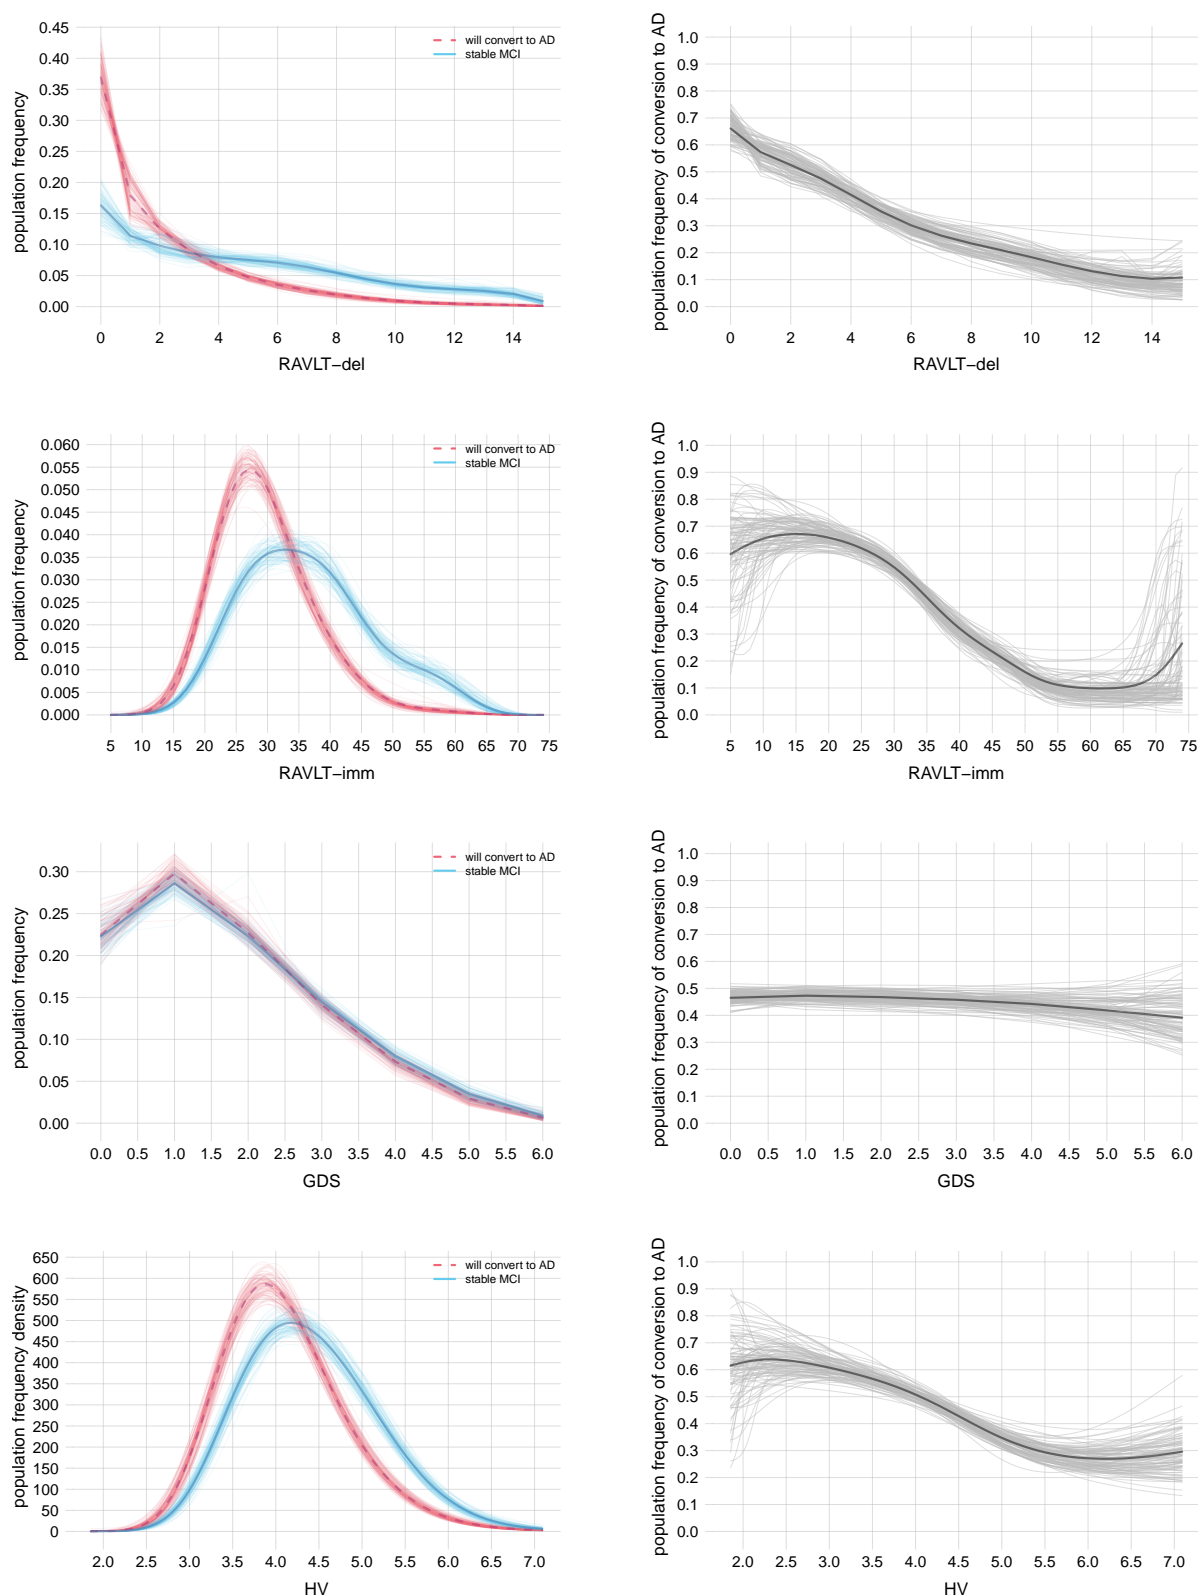 population frequency
0.45
0.40
0.35
0.30
0.25
0.20
0.15
0.10
0.05
0.00
will convert to AD
stable MCI
0 2 4 6 8 10 12 14
RAVLT−del
population frequency of conversion to AD
1.0
0.9
0.8
0.7
0.6
0.5
0.4
0.3
0.2
0.1
0.0
0 2 4 6 8 10 12 14
RAVLT−del
population frequency
0.060
0.055
0.050
0.045
0.040
0.035
0.030
0.025
0.020
0.015
0.010
0.005
0.000
will convert to AD
stable MCI
5 10 15 20 25 30 35 40 45 50 55 60 65 70 75
RAVLT−imm
population frequency of conversion to AD
1.0
0.9
0.8
0.7
0.6
0.5
0.4
0.3
0.2
0.1
0.0
5 10 15 20 25 30 35 40 45 50 55 60 65 70 75
RAVLT−imm
population frequency
0.30
0.25
0.20
0.15
0.10
0.05
0.00
will convert to AD
stable MCI
0.0 0.5 1.0 1.5 2.0 2.5 3.0 3.5 4.0 4.5 5.0 5.5 6.0
GDS
population frequency of conversion to AD
1.0
0.9
0.8
0.7
0.6
0.5
0.4
0.3
0.2
0.1
0.0
0.0 0.5 1.0 1.5 2.0 2.5 3.0 3.5 4.0 4.5 5.0 5.5 6.0
GDS
population frequency density
650
600
550
500
450
400
350
300
250
200
150
100
50
0
will convert to AD
stable MCI
2.0 2.5 3.0 3.5 4.0 4.5 5.0 5.5 6.0 6.5 7.0
HV
population frequency of conversion to AD
1.0
0.9
0.8
0.7
0.6
0.5
0.4
0.3
0.2
0.1
0.0
2.0 2.5 3.0 3.5 4.0 4.5 5.0 5.5 6.0 6.5 7.0
HV